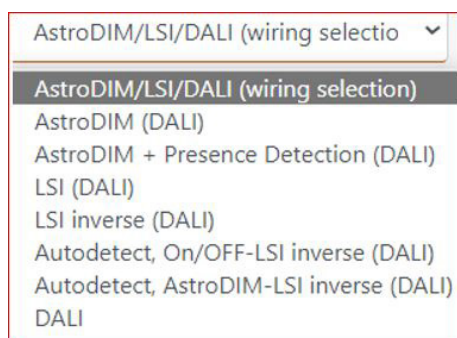 AstroDIM/LSI/DALI (wiring selectio
AstroDIM/LSI/DALI (wiring selection)
AstroDIM (DALI)
AstroDIM + Presence Detection (DALI)
LSI (DALI)
LSI inverse (DALI)
Autodetect, On/OFF-LSI inverse (DALI)
Autodetect, AstroDIM-LSI inverse (DALI)
DALI